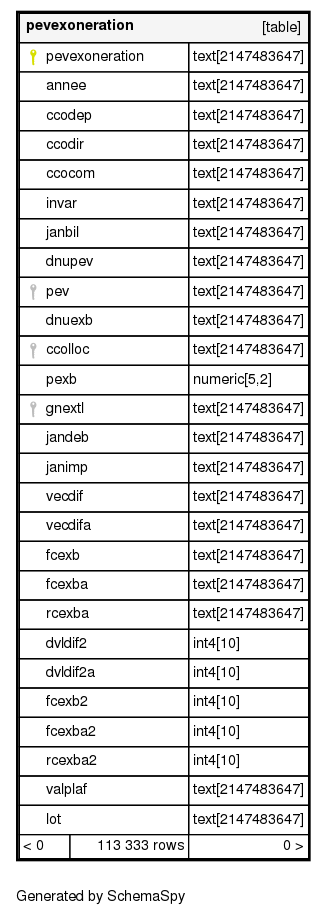 pevexoneration [table]
pevexoneration text[2147483647]
annee text[2147483647]
ccodep text[2147483647]
ccodir text[2147483647]
ccocom text[2147483647]
invar text[2147483647]
janbil text[2147483647]
dnupev text[2147483647]
pev text[2147483647]
dnuexb text[2147483647]
ccolloc text[2147483647]
pexb numeric[5,2]
gnextl text[2147483647]
jandeb text[2147483647]
janimp text[2147483647]
vecdif text[2147483647]
vecdifa text[2147483647]
fcexb text[2147483647]
fcexba text[2147483647]
rcexba text[2147483647]
dvldif2 int4[10]
dvldif2a int4[10]
fcexb2 int4[10]
fcexba2 int4[10]
rcexba2 int4[10]
valplaf text[2147483647]
lot text[2147483647]
< 0 113 333 rows 0 >
Generated by SchemaSpy